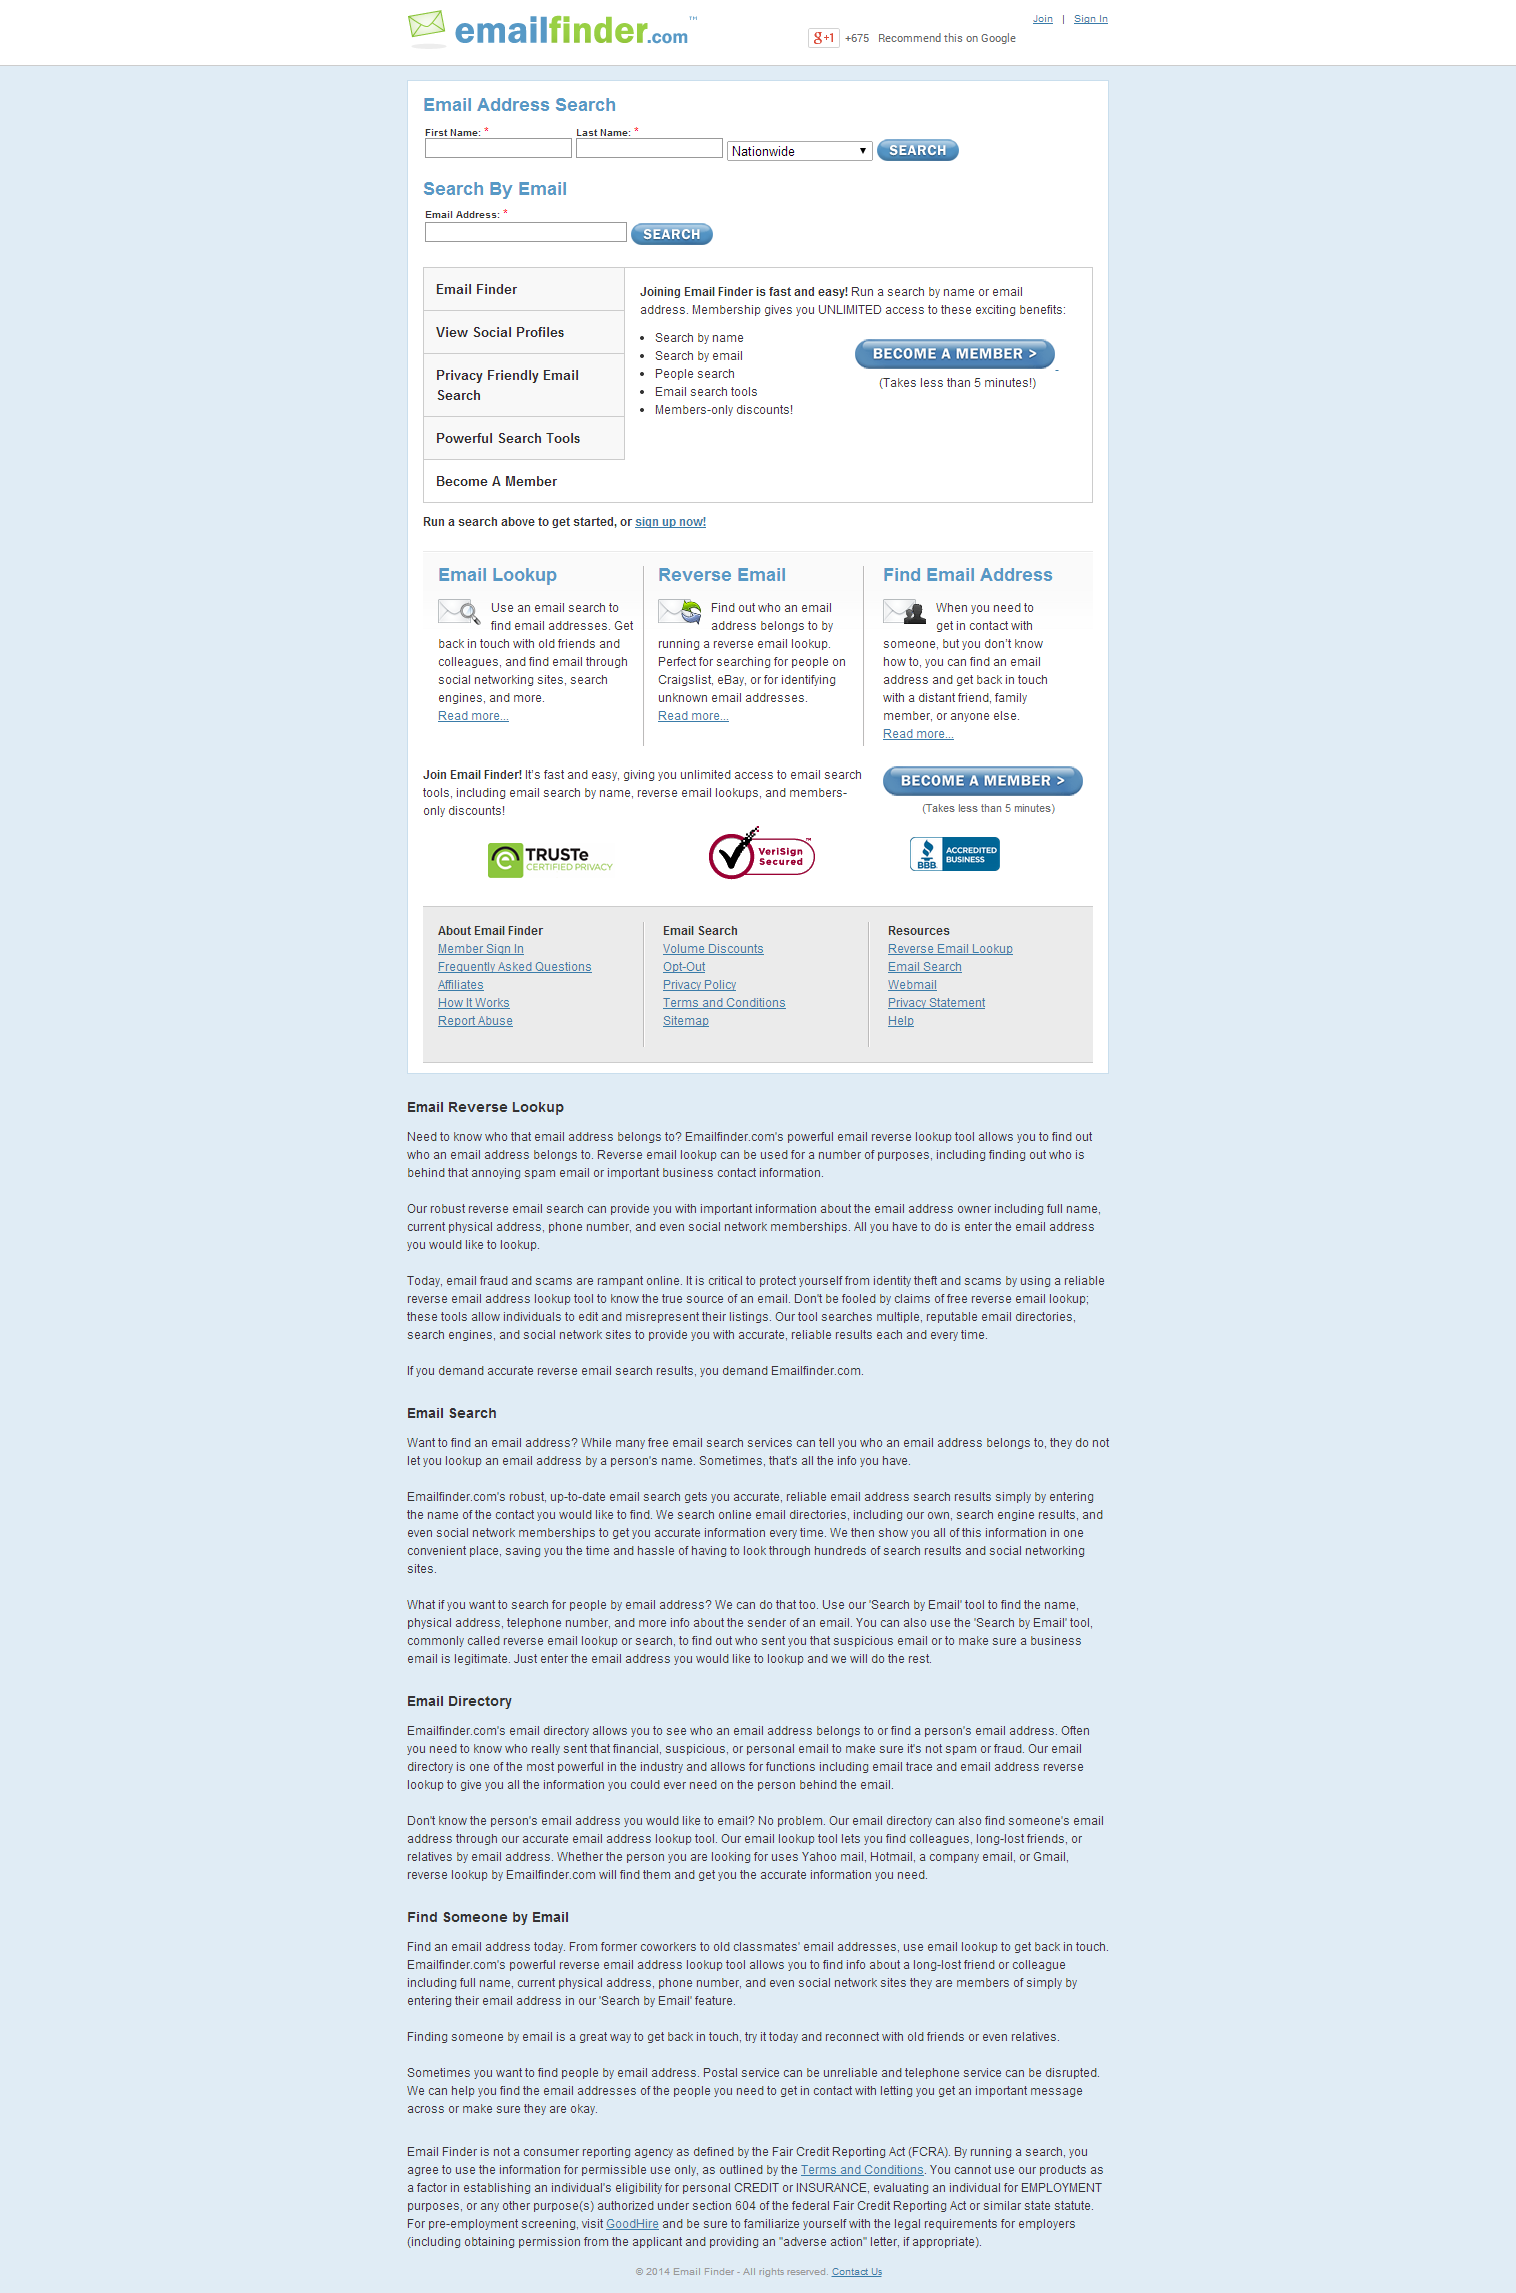 emailfinder.com™
Join | Sign In
g+1 +675 Recommend this on Google
Email Address Search
First Name: * Last Name: *
Nationwide SEARCH
Search By Email
Email Address: *
SEARCH
Email Finder
View Social Profiles
Privacy Friendly Email
Search
Powerful Search Tools
Become A Member
Joining Email Finder is fast and easy! Run a search by name or email
address. Membership gives you UNLIMITED access to these exciting benefits:
• Search by name
• Search by email
• People search
• Email search tools
• Members-only discounts!
BECOME A MEMBER >
(Takes less than 5 minutes!)
Run a search above to get started, or sign up now!
Email Lookup
Use an email search to
find email addresses. Get
back in touch with old friends and
colleagues, and find email through
social networking sites, search
engines, and more.
Read more...
Reverse Email
Find out who an email
address belongs to by
running a reverse email lookup.
Perfect for searching for people on
Craigslist, eBay, or for identifying
unknown email addresses.
Read more...
Find Email Address
When you need to
get in contact with
someone, but you don't know
how to, you can find an email
address and get back in touch
with a distant friend, family
member, or anyone else.
Read more...
Join Email Finder! It's fast and easy, giving you unlimited access to email search
tools, including email search by name, reverse email lookups, and members-
only discounts!
BECOME A MEMBER >
(Takes less than 5 minutes)
TRUSTe
CERTIFIED PRIVACY
VeriSign™
Secured
BBB
ACCREDITED
BUSINESS
About Email Finder
Member Sign In
Frequently Asked Questions
Affiliates
How It Works
Report Abuse
Email Search
Volume Discounts
Opt-Out
Privacy Policy
Terms and Conditions
Sitemap
Resources
Reverse Email Lookup
Email Search
Webmail
Privacy Statement
Help
Email Reverse Lookup
Need to know who that email address belongs to? Emailfinder.com's powerful email reverse lookup tool allows you to find out
who an email address belongs to. Reverse email lookup can be used for a number of purposes, including finding out who is
behind that annoying spam email or important business contact information.
Our robust reverse email search can provide you with important information about the email address owner including full name,
current physical address, phone number, and even social network memberships. All you have to do is enter the email address
you would like to lookup.
Today, email fraud and scams are rampant online. It is critical to protect yourself from identity theft and scams by using a reliable
reverse email address lookup tool to know the true source of an email. Don't be fooled by claims of free reverse email lookup;
these tools allow individuals to edit and misrepresent their listings. Our tool searches multiple, reputable email directories,
search engines, and social network sites to provide you with accurate, reliable results each and every time.
If you demand accurate reverse email search results, you demand Emailfinder.com.
Email Search
Want to find an email address? While many free email search services can tell you who an email address belongs to, they do not
let you lookup an email address by a person's name. Sometimes, that's all the info you have.
Emailfinder.com's robust, up-to-date email search gets you accurate, reliable email address search results simply by entering
the name of the contact you would like to find. We search online email directories, including our own, search engine results, and
even social network memberships to get you accurate information every time. We then show you all of this information in one
convenient place, saving you the time and hassle of having to look through hundreds of search results and social networking
sites.
What if you want to search for people by email address? We can do that too. Use our 'Search by Email' tool to find the name,
physical address, telephone number, and more info about the sender of an email. You can also use the 'Search by Email' tool,
commonly called reverse email lookup or search, to find out who sent you that suspicious email or to make sure a business
email is legitimate. Just enter the email address you would like to lookup and we will do the rest.
Email Directory
Emailfinder.com's email directory allows you to see who an email address belongs to or find a person's email address. Often
you need to know who really sent that financial, suspicious, or personal email to make sure it's not spam or fraud. Our email
directory is one of the most powerful in the industry and allows for functions including email trace and email address reverse
lookup to give you all the information you could ever need on the person behind the email.
Don't know the person's email address you would like to email? No problem. Our email directory can also find someone's email
address through our accurate email address lookup tool. Our email lookup tool lets you find colleagues, long-lost friends, or
relatives by email address. Whether the person you are looking for uses Yahoo mail, Hotmail, a company email, or Gmail,
reverse lookup by Emailfinder.com will find them and get you the accurate information you need.
Find Someone by Email
Find an email address today. From former coworkers to old classmates' email addresses, use email lookup to get back in touch.
Emailfinder.com's powerful reverse email address lookup tool allows you to find info about a long-lost friend or colleague
including full name, current physical address, phone number, and even social network sites they are members of simply by
entering their email address in our 'Search by Email' feature.
Finding someone by email is a great way to get back in touch, try it today and reconnect with old friends or even relatives.
Sometimes you want to find people by email address. Postal service can be unreliable and telephone service can be disrupted.
We can help you find the email addresses of the people you need to get in contact with letting you get an important message
across or make sure they are okay.
Email Finder is not a consumer reporting agency as defined by the Fair Credit Reporting Act (FCRA). By running a search, you
agree to use the information for permissible use only, as outlined by the Terms and Conditions. You cannot use our products as
a factor in establishing an individual's eligibility for personal CREDIT or INSURANCE, evaluating an individual for EMPLOYMENT
purposes, or any other purpose(s) authorized under section 604 of the federal Fair Credit Reporting Act or similar state statute.
For pre-employment screening, visit GoodHire and be sure to familiarize yourself with the legal requirements for employers
(including obtaining permission from the applicant and providing an "adverse action" letter, if appropriate).
© 2014 Email Finder - All rights reserved. Contact Us